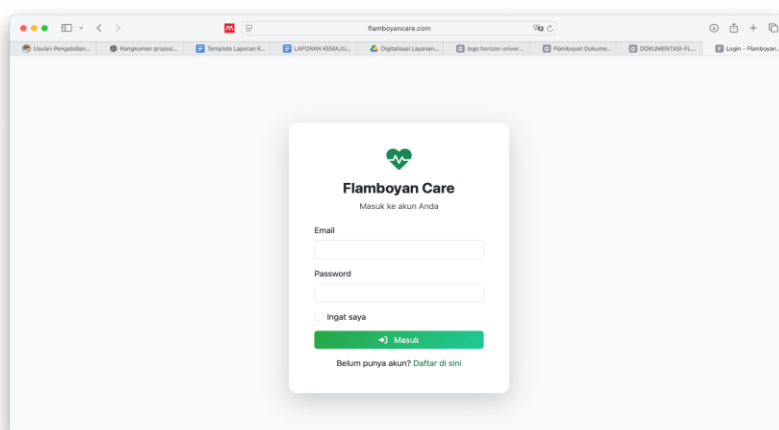 flamboyancare.com
Usulan Pengabdian...
Rangkuman propos...
Template Laporan K...
LAPORAN KEMAJU...
Digitalisasi Layanan...
logo horizon univer...
Flamboyan Dokume...
DOKUMENTASI-FL...
Login - Flamboyan...
Flamboyan Care
Masuk ke akun Anda
Email
Password
Ingat saya
Masuk
Belum punya akun? Daftar di sini